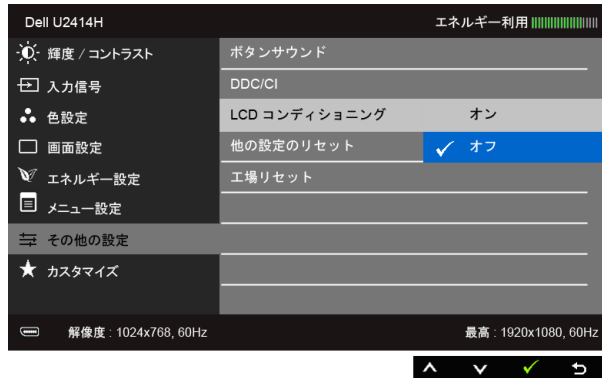 Dell U2414H エネルギー利用
輝度 / コントラスト ボタンサウンド
入力信号 DDC/CI
色設定 LCD コンディショニング オン
画面設定 他の設定のリセット オフ
エネルギー設定 工場リセット
メニュー設定
その他の設定
カスタマイズ
解像度 : 1024x768, 60Hz 最高 : 1920x1080, 60Hz